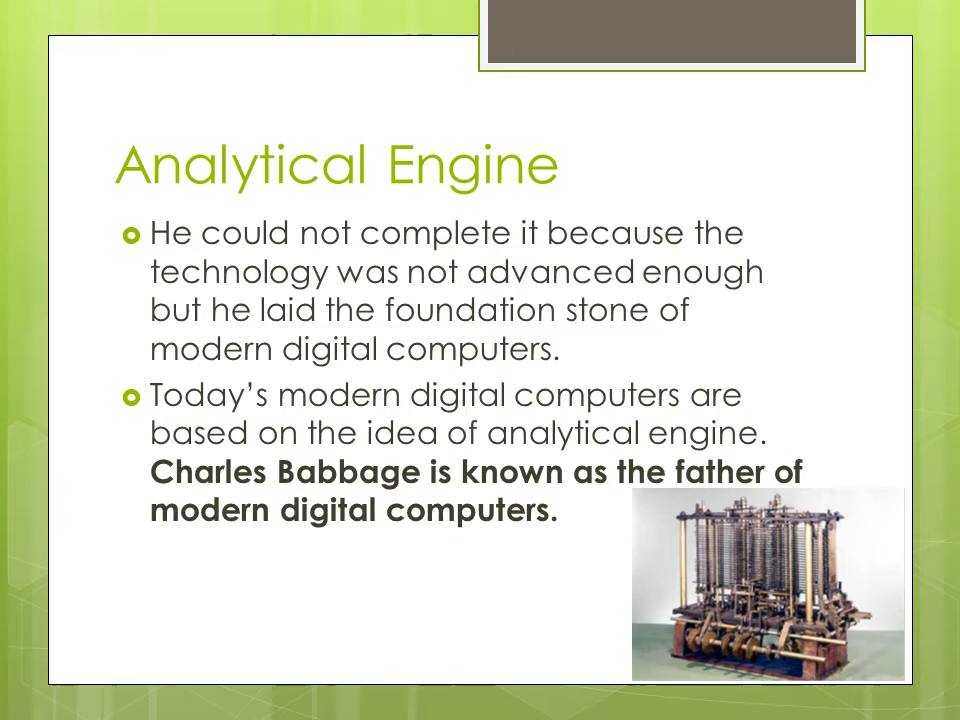 Analytical Engine
He could not complete it because the
technology was not advanced enough
but he laid the foundation stone of
modern digital computers.
Today’s modern digital computers are
based on the idea of analytical engine.
Charles Babbage is known as the father of
modern digital computers.